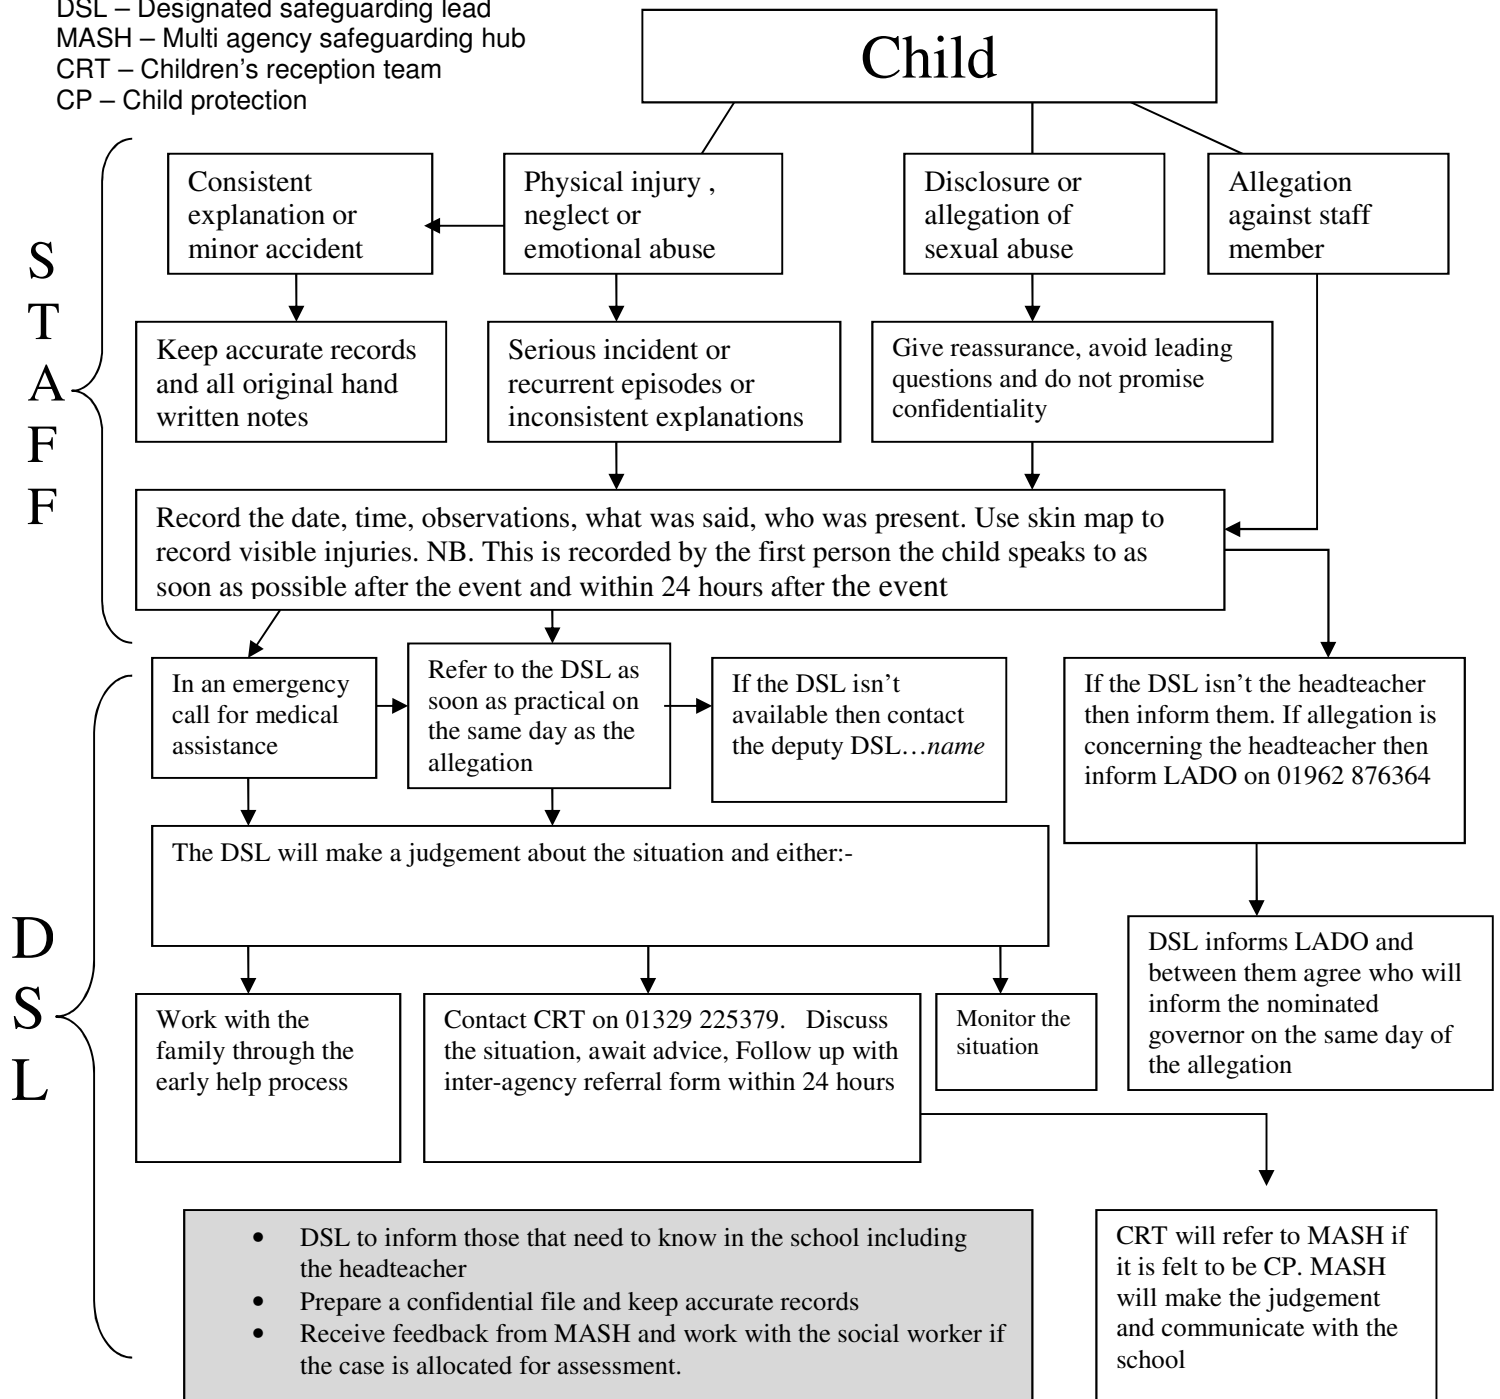 DSL – Designated safeguarding lead
MASH – Multi agency safeguarding hub
CRT – Children's reception team
CP – Child protection
Child
S
T
A
F
F
Consistent
explanation or
minor accident
Physical injury ,
neglect or
emotional abuse
Disclosure or
allegation of
sexual abuse
Allegation
against staff
member
Keep accurate records
and all original hand
written notes
Serious incident or
recurrent episodes or
inconsistent explanations
Give reassurance, avoid leading
questions and do not promise
confidentiality
Record the date, time, observations, what was said, who was present. Use skin map to
record visible injuries. NB. This is recorded by the first person the child speaks to as
soon as possible after the event and within 24 hours after the event
D
S
L
In an emergency
call for medical
assistance
Refer to the DSL as
soon as practical on
the same day as the
allegation
If the DSL isn't
available then contact
the deputy DSL…name
If the DSL isn't the headteacher
then inform them. If allegation is
concerning the headteacher then
inform LADO on 01962 876364
The DSL will make a judgement about the situation and either:-
DSL informs LADO and
between them agree who will
inform the nominated
governor on the same day of
the allegation
Work with the
family through the
early help process
Contact CRT on 01329 225379.   Discuss
the situation, await advice, Follow up with
inter-agency referral form within 24 hours
Monitor the
situation
• DSL to inform those that need to know in the school including
the headteacher
• Prepare a confidential file and keep accurate records
• Receive feedback from MASH and work with the social worker if
the case is allocated for assessment.
CRT will refer to MASH if
it is felt to be CP. MASH
will make the judgement
and communicate with the
school